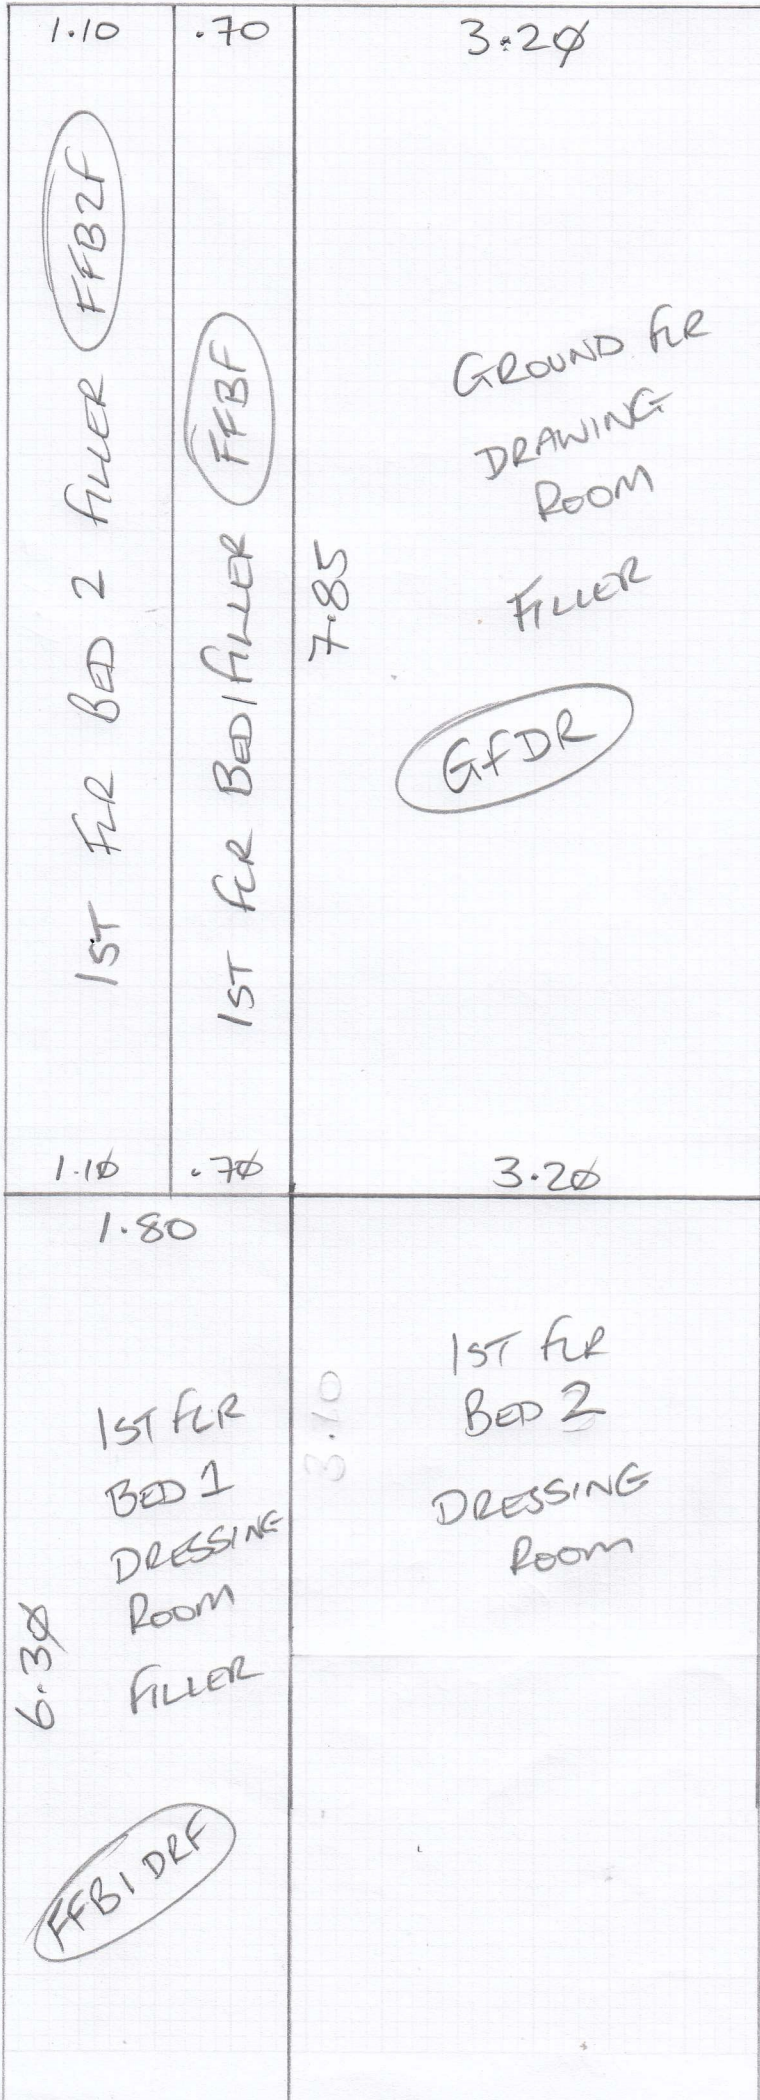 1.10
.70
3.20
1ST FLR BED 2 FILLER FFB2F
1ST FLR BED 1 FILLER FFBF
7.85
GROUND FLR
DRAWING
ROOM
FILLER
GFDR
1.10
.70
3.20
1.80
6.30
1ST FLR
BED 1
DRESSING
ROOM
FILLER
FFB1 DRF
3.10
1ST FLR
BED 2
DRESSING
ROOM